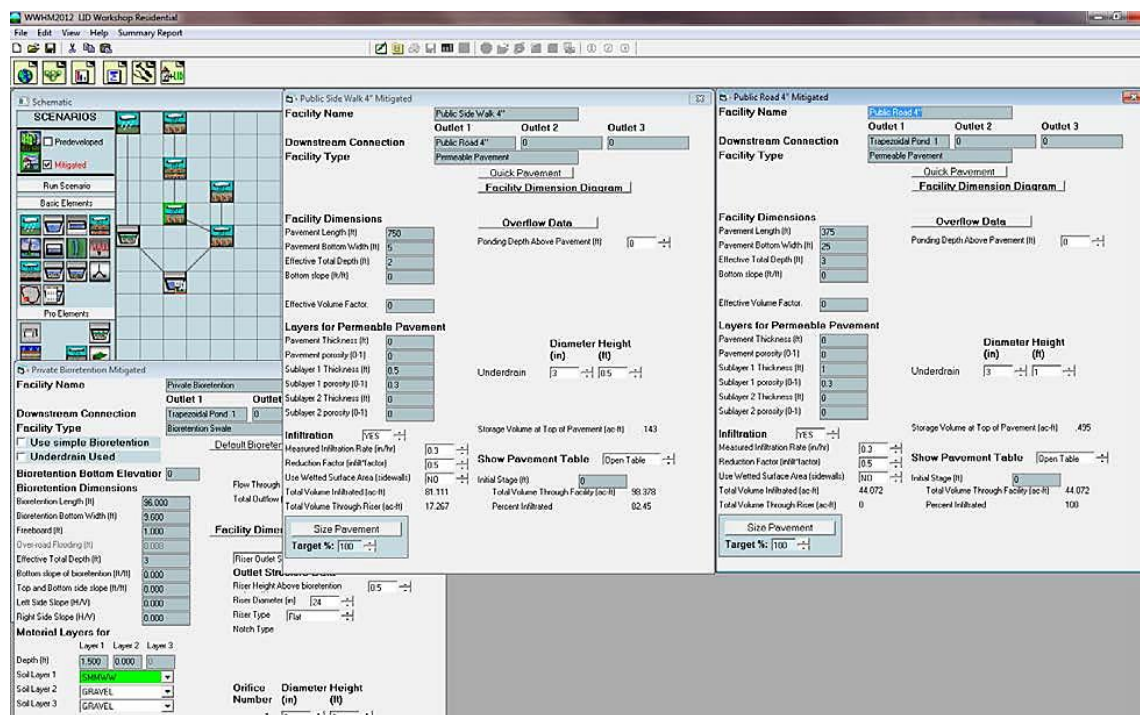 WWHM2012 LID Workshop Residential
File Edit View Help Summary Report
Schematic
SCENARIOS
Predeveloped
Mitigated
Run Scenario
Basic Elements
Pro Elements
- Public Side Walk 4" Mitigated
Facility Name Public Side Walk 4"
Outlet 1 Outlet 2 Outlet 3
Downstream Connection Public Road 4" 0 0
Facility Type Permeable Pavement
Quick Pavement
Facility Dimension Diagram
Facility Dimensions Overflow Data
Pavement Length (ft) 750 Ponding Depth Above Pavement (ft) 0
Pavement Bottom Width (ft) 5
Effective Total Depth (ft) 2
Bottom slope (ft/ft) 0
Effective Volume Factor. 0
Layers for Permeable Pavement
Pavement Thickness (ft) 0
Pavement porosity (0-1) 0
Sublayer 1 Thickness (ft) 0.5
Sublayer 1 porosity (0-1) 0.3
Sublayer 2 Thickness (ft) 0
Sublayer 2 porosity (0-1) 0
Diameter Height
(in) (ft)
Underdrain 3 0.5
Infiltration YES
Storage Volume at Top of Pavement (ac-ft) .143
Measured Infiltration Rate (in/hr) 0.3
Reduction Factor (infilt*factor) 0.5
Show Pavement Table Open Table
Use Wetted Surface Area (sidewalls) NO
Initial Stage (ft) 0
Total Volume Infiltrated (ac-ft) 81.111 Total Volume Through Facility (ac-ft) 98.378
Total Volume Through Riser (ac-ft) 17.267 Percent Infiltrated 82.45
Size Pavement
Target %: 100
- Public Road 4" Mitigated
Facility Name Public Road 4"
Outlet 1 Outlet 2 Outlet 3
Downstream Connection Trapezoidal Pond 1 0 0
Facility Type Permeable Pavement
Quick Pavement
Facility Dimension Diagram
Facility Dimensions Overflow Data
Pavement Length (ft) 375 Ponding Depth Above Pavement (ft) 0
Pavement Bottom Width (ft) 25
Effective Total Depth (ft) 3
Bottom slope (ft/ft) 0
Effective Volume Factor. 0
Layers for Permeable Pavement
Pavement Thickness (ft) 0
Pavement porosity (0-1) 0
Sublayer 1 Thickness (ft) 1
Sublayer 1 porosity (0-1) 0.3
Sublayer 2 Thickness (ft) 0
Sublayer 2 porosity (0-1) 0
Diameter Height
(in) (ft)
Underdrain 3 1
Infiltration YES
Storage Volume at Top of Pavement (ac-ft) .495
Measured Infiltration Rate (in/hr) 0.3
Reduction Factor (infilt*factor) 0.5
Show Pavement Table Open Table
Use Wetted Surface Area (sidewalls) NO
Initial Stage (ft) 0
Total Volume Infiltrated (ac-ft) 44.072 Total Volume Through Facility (ac-ft) 44.072
Total Volume Through Riser (ac-ft) 0 Percent Infiltrated 100
Size Pavement
Target %: 100
- Private Bioretention Mitigated
Facility Name Private Bioretention
Outlet 1 Outlet
Downstream Connection Trapezoidal Pond 1 0
Facility Type Bioretention Swale
Use simple Bioretention Default Bioreter
Underdrain Used
Bioretention Bottom Elevation 0
Bioretention Dimensions
Flow Through
Bioretention Length (ft) 96.000
Total Outflow
Bioretention Bottom Width (ft) 9.600
Freeboard (ft) 1.000
Facility Dimer
Over-road Flooding (ft) 0.000
Effective Total Depth (ft) 3
Riser Outlet S
Bottom slope of bioretention (ft/ft) 0.000
Top and Bottom side slope (ft/ft) 0.000
Riser Height Above bioretention 0.5
Left Side Slope (H/V) 0.000
Riser Diameter (in) 24
Right Side Slope (H/V) 0.000
Riser Type Flat
Notch Type
Material Layers for
Layer 1 Layer 2 Layer 3
Depth (ft) 1.500 0.000 0
Soil Layer 1 SMMWW
Soil Layer 2 GRAVEL
Soil Layer 3 GRAVEL
Orifice Diameter Height
Number (in) (ft)